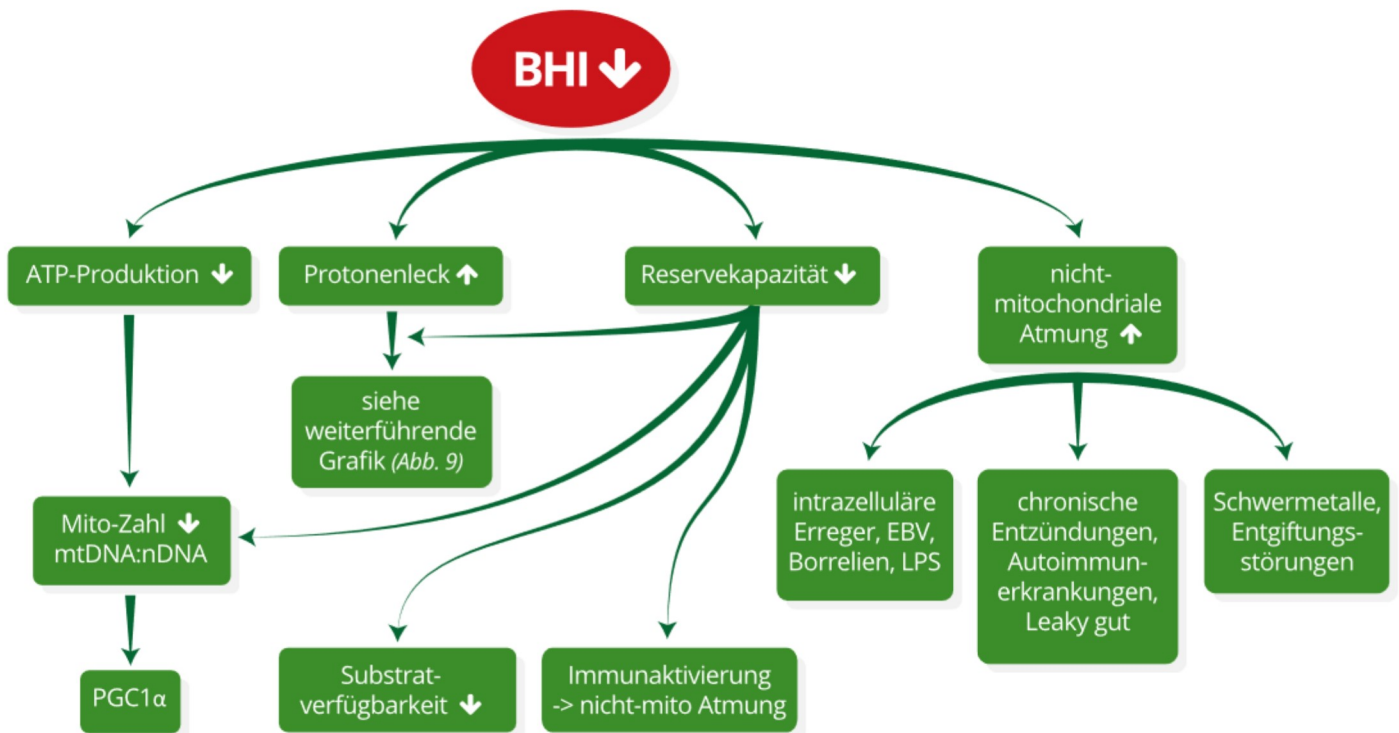 BHI ↓
ATP-Produktion ↓
Protonenleck ↑
Reservekapazität ↓
nicht-
mitochondriale
Atmung ↑
siehe
weiterführende
Grafik (Abb. 9)
Mito-Zahl ↓
mtDNA:nDNA
intrazelluläre
Erreger, EBV,
Borrelien, LPS
chronische
Entzündungen,
Autoimmun-
erkrankungen,
Leaky gut
Schwermetalle,
Entgiftungs-
störungen
PGC1α
Substrat-
verfügbarkeit ↓
Immunaktivierung
-> nicht-mito Atmung